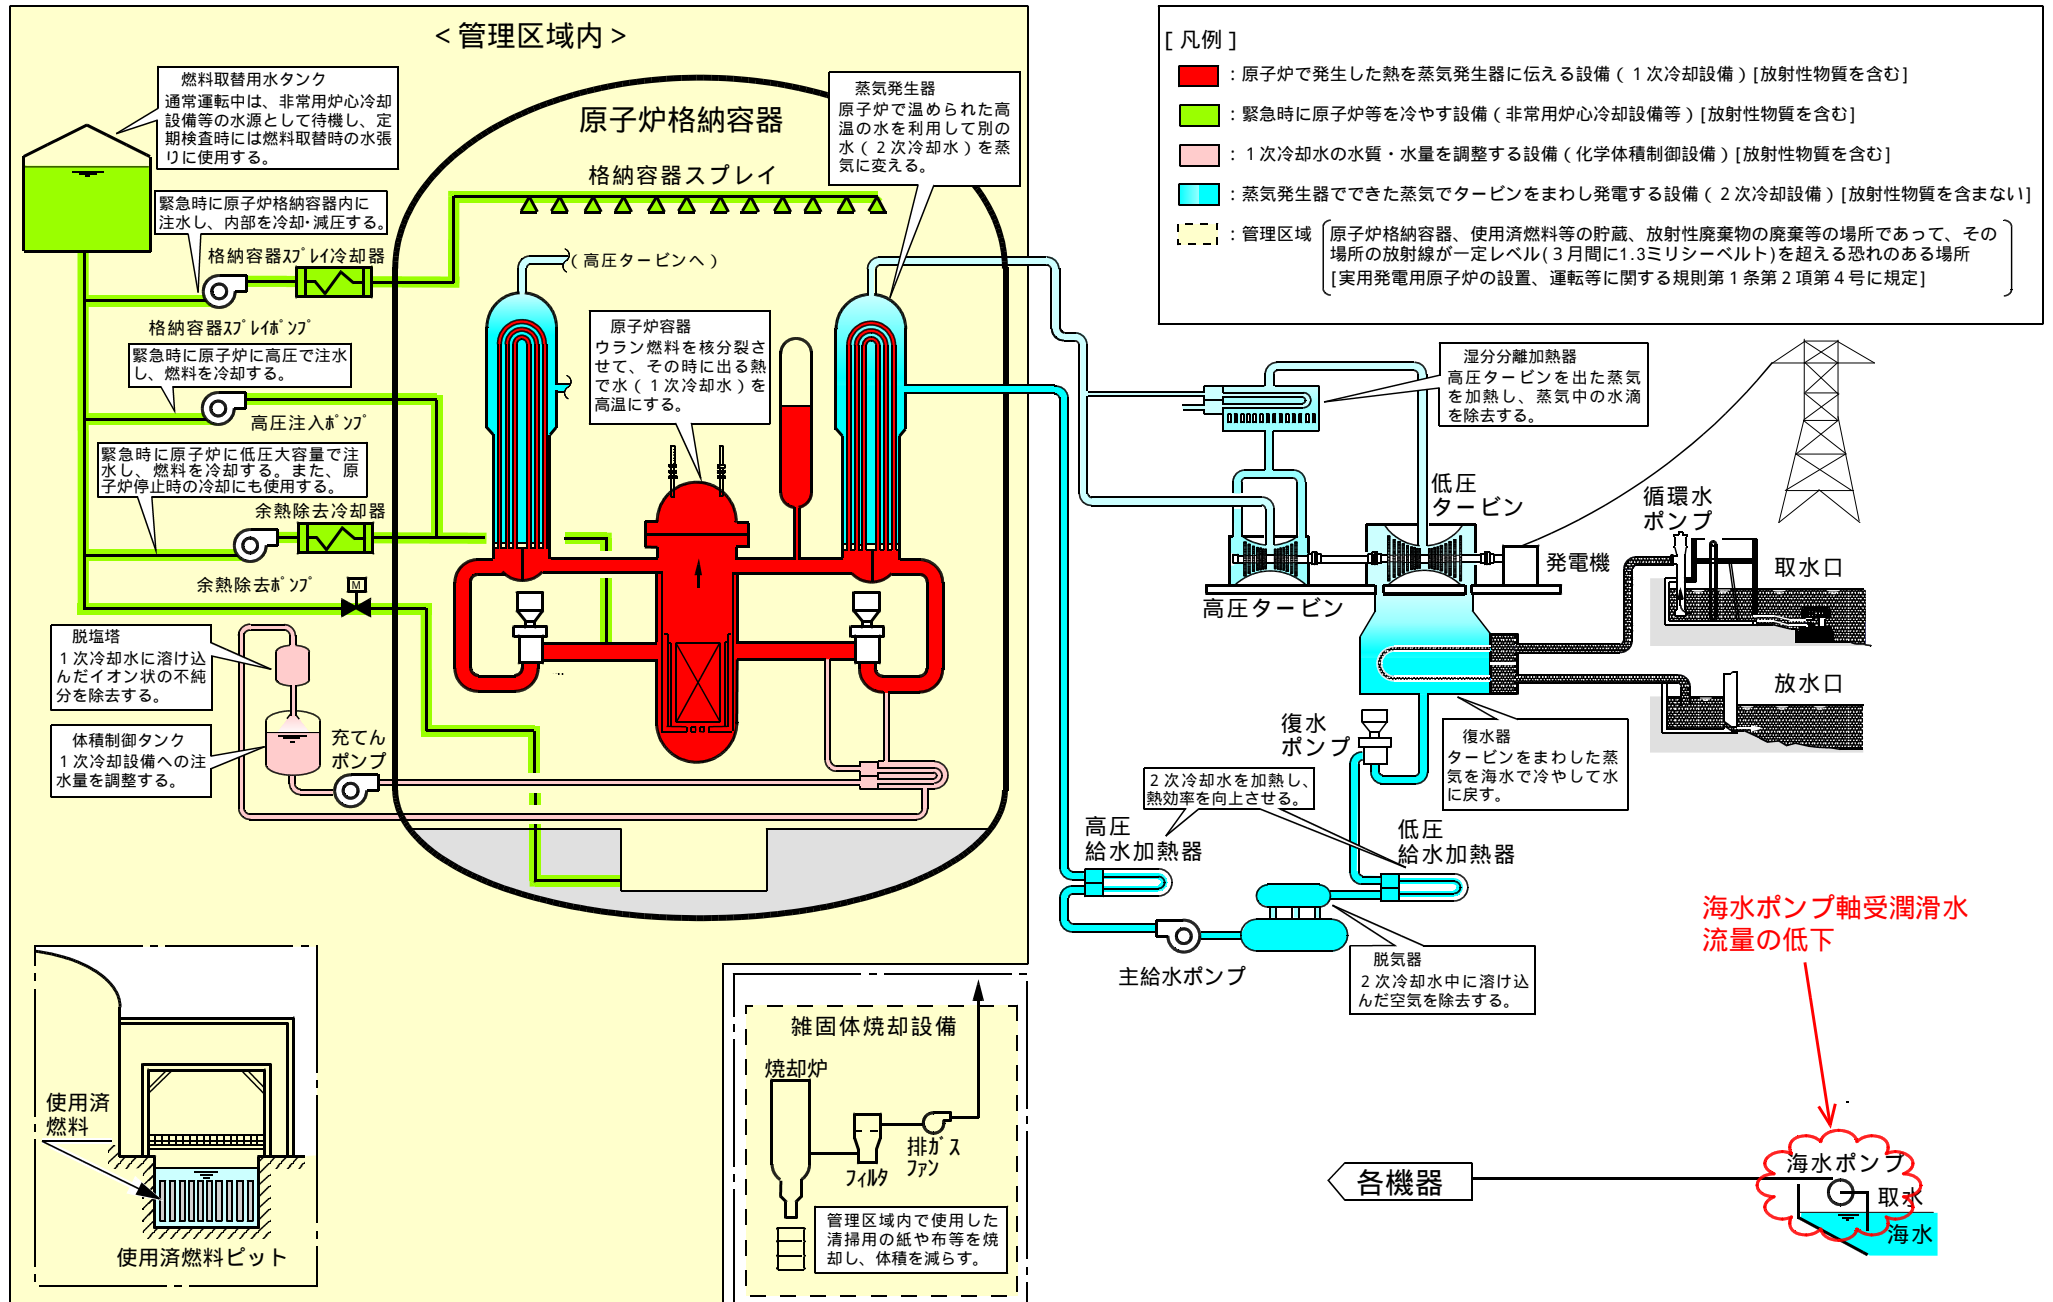 ＜管理区域内＞
燃料取替用水タンク
通常運転中は、非常用炉心冷却
設備等の水源として待機し、定
期検査時には燃料取替時の水張
りに使用する。
緊急時に原子炉格納容器内に
注水し、内部を冷却･減圧する。
格納容器ｽﾌﾟﾚｲ冷却器
格納容器ｽﾌﾟﾚｲﾎﾟﾝﾌﾟ
緊急時に原子炉に高圧で注水
し、燃料を冷却する。
高圧注入ﾎﾟﾝﾌﾟ
緊急時に原子炉に低圧大容量で注
水し、燃料を冷却する。また、原
子炉停止時の冷却にも使用する。
余熱除去冷却器
余熱除去ﾎﾟﾝﾌﾟ
M
脱塩塔
１次冷却水に溶け込
んだイオン状の不純
分を除去する。
体積制御タンク
１次冷却設備への注
水量を調整する。
充てん
ポンプ
原子炉格納容器
格納容器スプレイ
（高圧タービンへ）
原子炉容器
ウラン燃料を核分裂さ
せて、その時に出る熱
で水（１次冷却水）を
高温にする。
蒸気発生器
原子炉で温められた高
温の水を利用して別の
水（２次冷却水）を蒸
気に変える。
[ 凡例 ]
：原子炉で発生した熱を蒸気発生器に伝える設備（１次冷却設備）[放射性物質を含む]
：緊急時に原子炉等を冷やす設備（非常用炉心冷却設備等）[放射性物質を含む]
：１次冷却水の水質・水量を調整する設備（化学体積制御設備）[放射性物質を含む]
：蒸気発生器でできた蒸気でタービンをまわし発電する設備（２次冷却設備）[放射性物質を含まない]
：管理区域
原子炉格納容器、使用済燃料等の貯蔵、放射性廃棄物の廃棄等の場所であって、その
場所の放射線が一定レベル(３月間に1.3ミリシーベルト)を超える恐れのある場所
[実用発電用原子炉の設置、運転等に関する規則第１条第２項第４号に規定]
湿分分離加熱器
高圧タービンを出た蒸気
を加熱し、蒸気中の水滴
を除去する。
低圧
タービン
高圧タービン
発電機
循環水
ポンプ
取水口
放水口
復水
ポンプ
復水器
タービンをまわした蒸
気を海水で冷やして水
に戻す。
２次冷却水を加熱し、
熱効率を向上させる。
高圧
給水加熱器
低圧
給水加熱器
主給水ポンプ
脱気器
２次冷却水中に溶け込
んだ空気を除去する。
海水ポンプ軸受潤滑水
流量の低下
各機器
海水ポンプ
取水
海水
使用済
燃料
使用済燃料ピット
雑固体焼却設備
焼却炉
ﾌｨﾙﾀ
排ｶﾞｽ
ﾌｧﾝ
管理区域内で使用した
清掃用の紙や布等を焼
却し、体積を減らす。